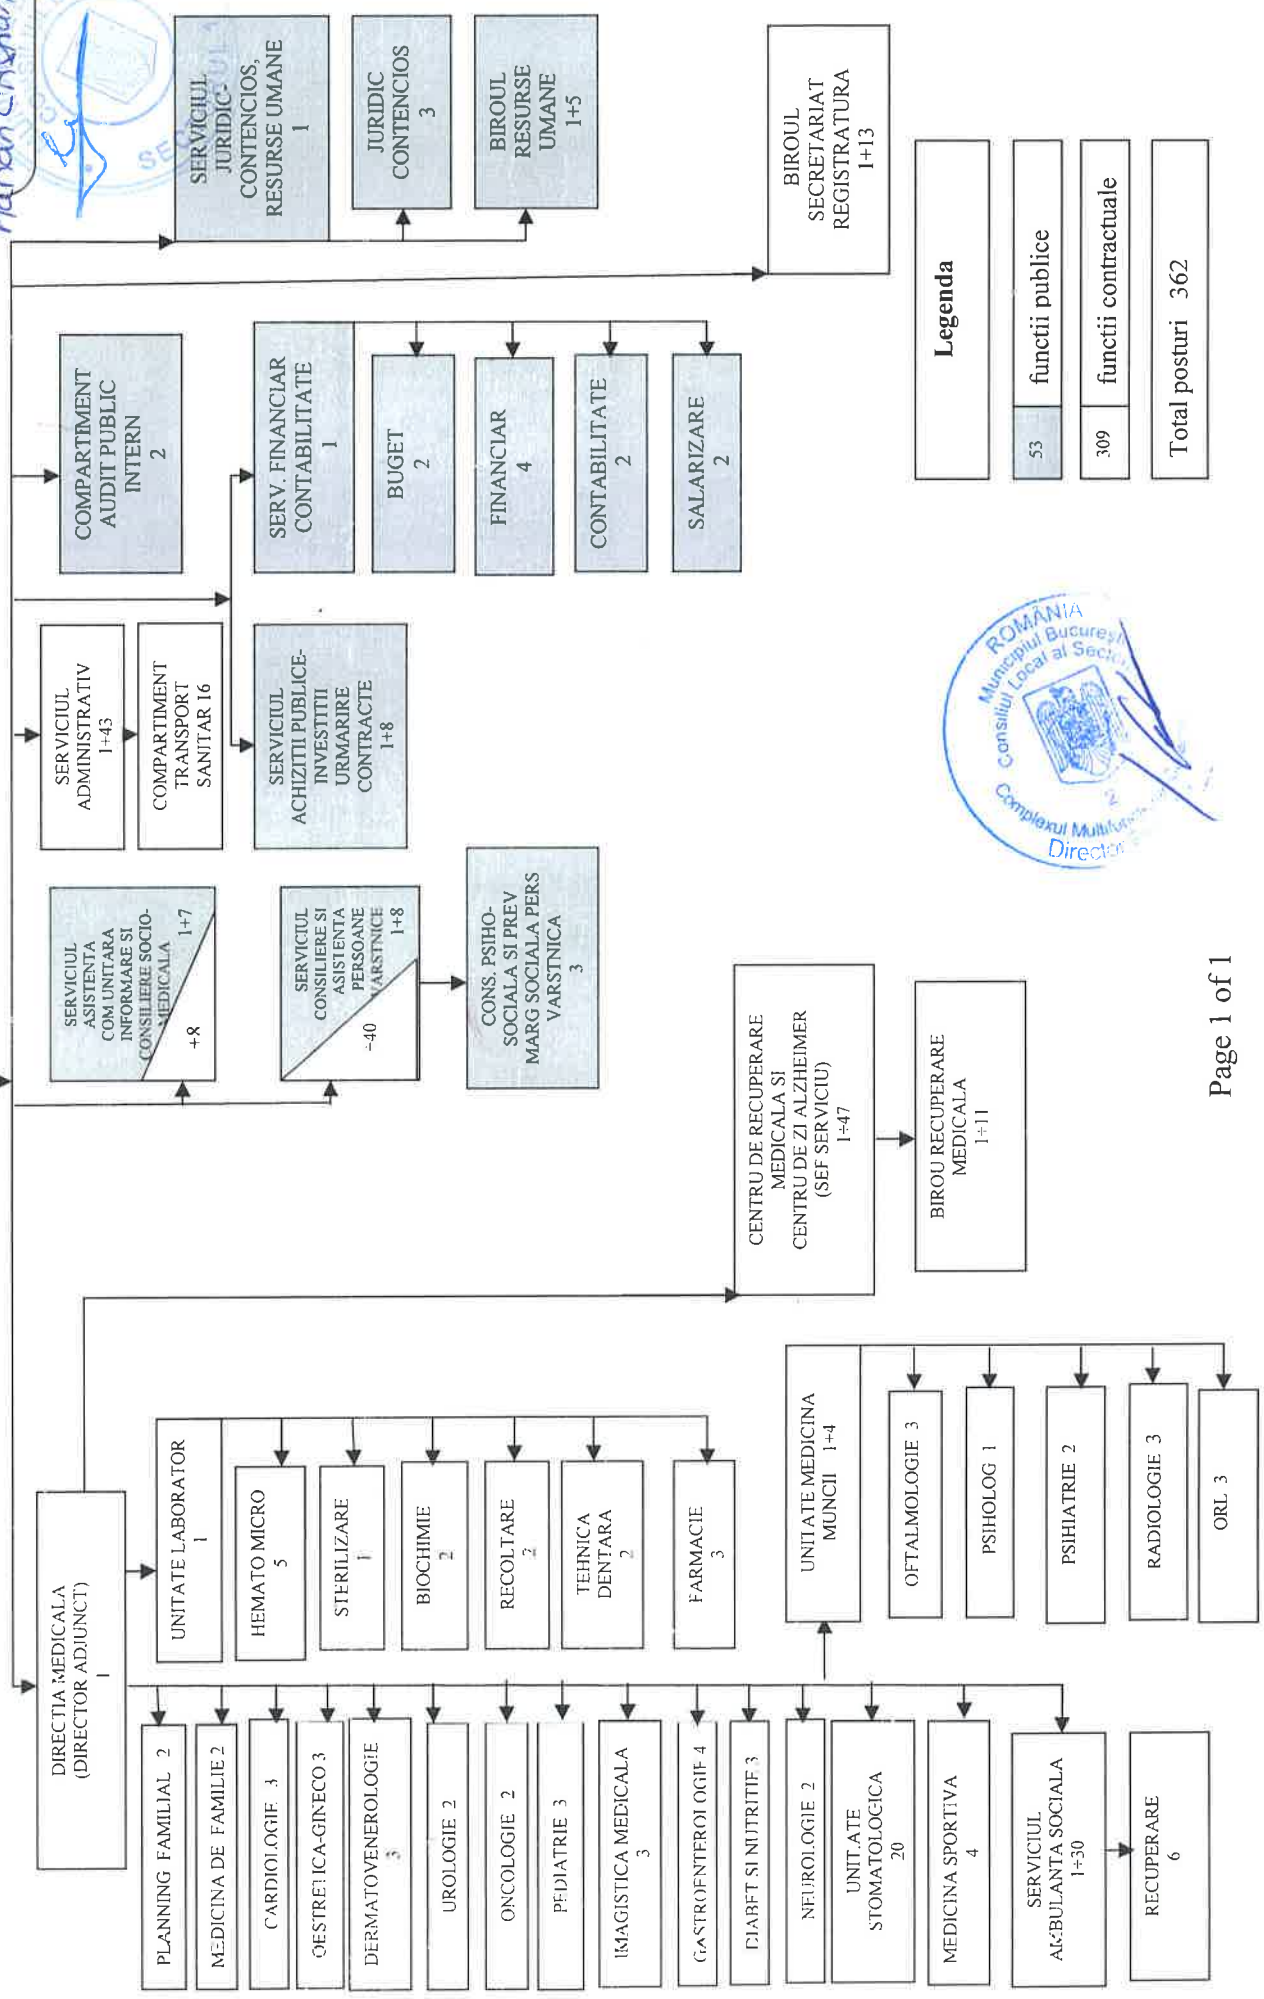 DIRECTIA MEDICALA
(DIRECTOR ADJUNCT)
1
PLANNING FAMILIAL 2
MEDICINA DE FAMILIE 2
CARDIOLOGIE 3
OESTRETICA-GINECO 3
DERMATOVENEROLOGIE
3
UROLOGIE 2
ONCOLOGIE 2
PEDIATRIE 3
IMAGISTICA MEDICALA
3
GASTROENTEROLOGIE 4
DIABET SI NUTRITIE 3
NEUROLOGIE 2
UNITATE
STOMATOLOGICA
20
MEDICINA SPORTIVA
4
SERVICIUL
AMBULANTA SOCIALA
1+30
RECUPERARE
6
UNITATE LABORATOR
1
HEMATO MICRO
5
STERILIZARE
1
BIOCHIMIE
2
RECOLTARE
2
TEHNICA
DENTARA
2
FARMACIE
3
UNITATE MEDICINA
MUNCII 1+4
OFTALMOLOGIE 3
PSIHOLOG 1
PSIHIATRIE 2
RADIOLOGIE 3
ORL 3
CENTRU DE RECUPERARE
MEDICALA SI
CENTRU DE ZI ALZHEIMER
(SEF SERVICIU)
1+47
BIROU RECUPERARE
MEDICALA
1+11
SERVICIUL
ASISTENTA
COMUNITARA
INFORMARE SI
CONSILIERE SOCIO-
MEDICALA 1+7
+8
SERVICIUL
CONSILIERE SI
ASISTENTA
PERSOANE
VARSTNICE
1+8
+40
CONS. PSIHO-
SOCIALA SI PREV
MARG SOCIALA PERS
VARSTNICA
3
SERVICIUL
ADMINISTRATIV
1+43
COMPARTIMENT
TRANSPORT
SANITAR 16
SERVICIUL
ACHIZITII PUBLICE-
INVESTITII
URMARIRE
CONTRACTE
1+8
COMPARTIMENT
AUDIT PUBLIC
INTERN
2
SERV. FINANCIAR
CONTABILITATE
1
BUGET
2
FINANCIAR
4
CONTABILITATE
2
SALARIZARE
2
SERVICIUL
JURIDIC-
CONTENCIOS,
RESURSE UMANE
1
JURIDIC
CONTENCIOS
3
BIROUL
RESURSE
UMANE
1+5
BIROUL
SECRETARIAT
REGISTRATURA
1+13
Legenda
53 functii publice
309 functii contractuale
Total posturi 362
ROMÂNIA
Municipiul București
Consiliul Local al
Complexul
Director
Page 1 of 1